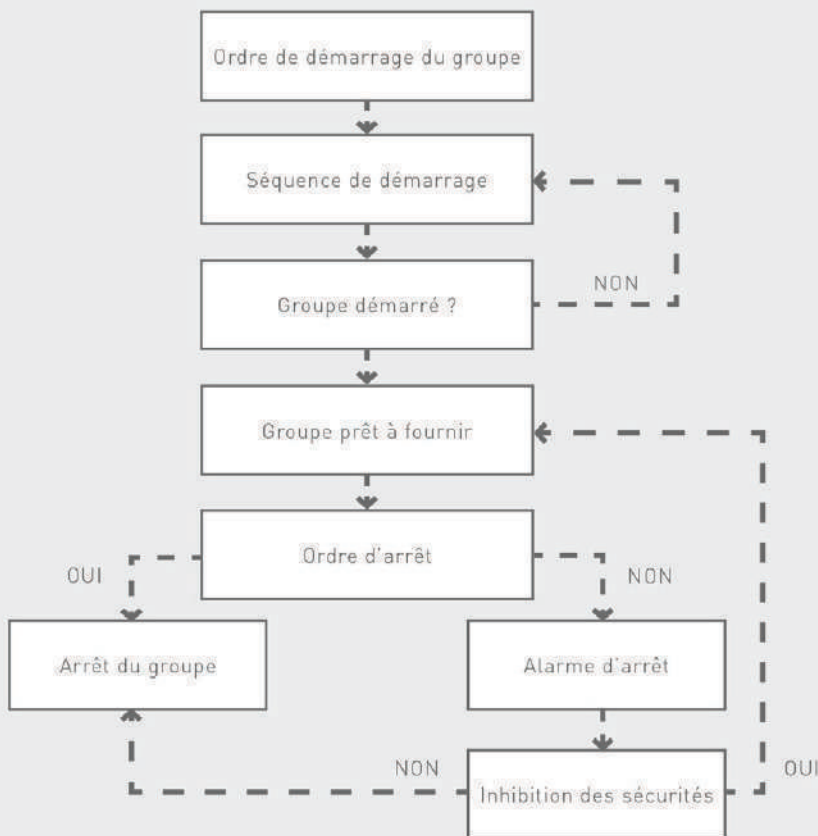 Ordre de démarrage du groupe
Séquence de démarrage
NON
Groupe démarré ?
Groupe prêt à fournir
Ordre d'arrêt
OUI
NON
Arrêt du groupe
Alarme d'arrêt
NON
OUI
Inhibition des sécurités